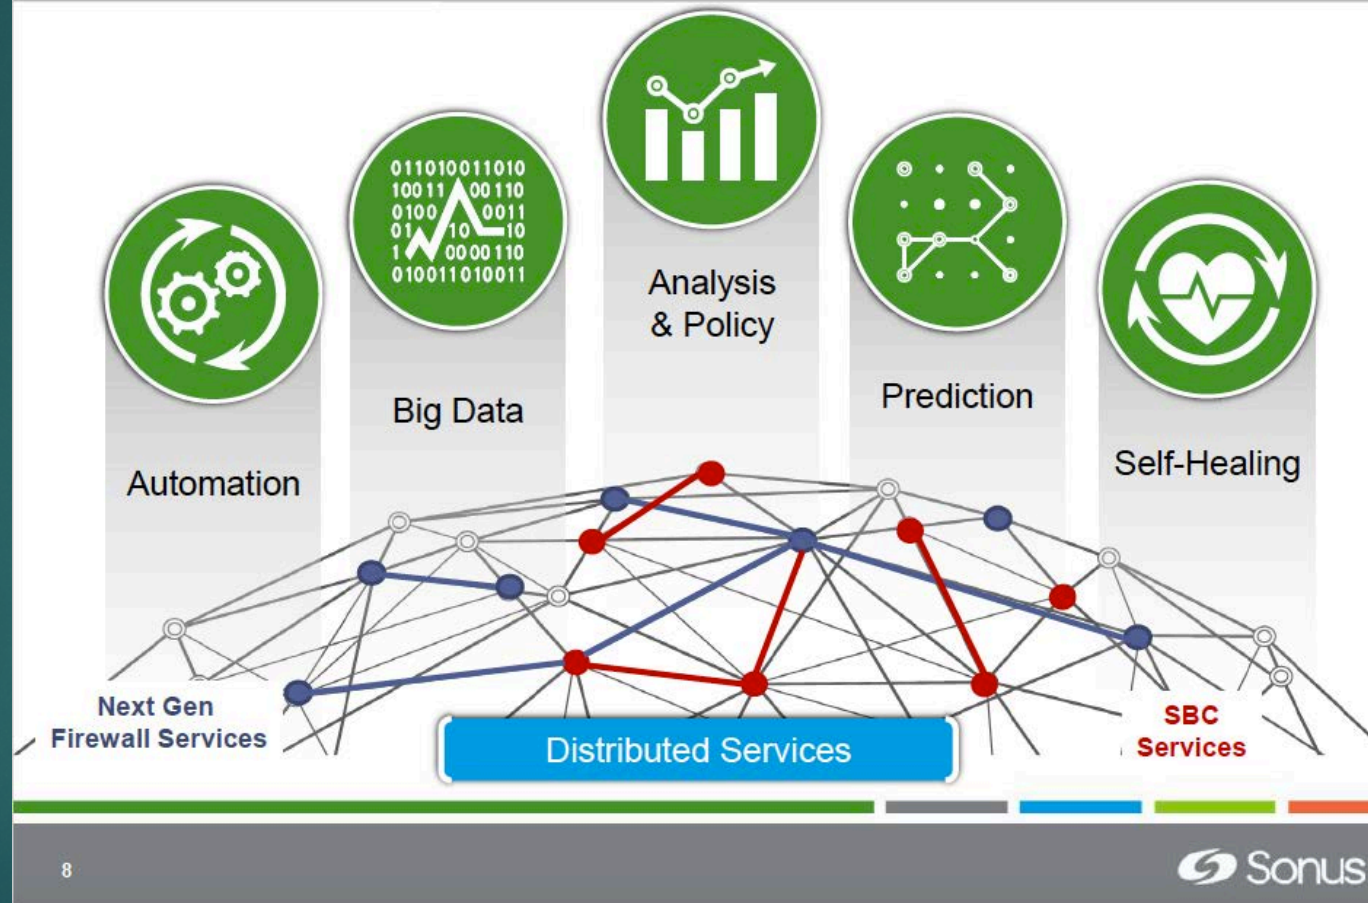 011010011010
10011 00110
0100 0011
01 10 10
1 0000110
010011010011
Analysis
& Policy
Prediction
Big Data
Self-Healing
Automation
Next Gen
Firewall Services
SBC
Services
Distributed Services
8
Sonus